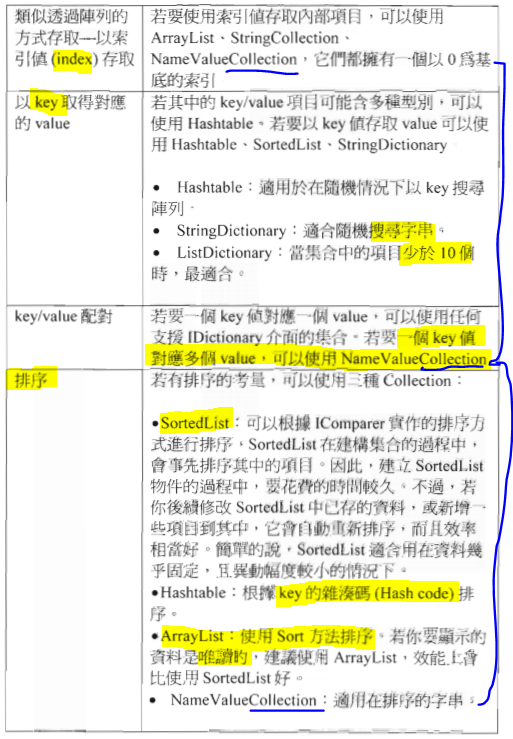 類似透過陣列的
方式存取—以索
引值 (index) 存取
若要使用索引值存取內部項目，可以使用
ArrayList、StringCollection、
NameValueCollection，它們都擁有一個以 0 為基
底的索引
以 key 取得對應
的 value
若其中的 key/value 項目可能含多種型別，可以
使用 Hashtable。若要以 key 值存取 value 可以使
用 Hashtable、SortedList、StringDictionary
• Hashtable：適用於在隨機情況下以 key 搜尋
陣列。
• StringDictionary：適合隨機搜尋字串。
• ListDictionary：當集合中的項目少於 10 個
時，最適合。
key/value 配對
若要一個 key 值對應一個 value，可以使用任何
支援 IDictionary 介面的集合。若要一個 key 值
對應多個 value，可以使用 NameValueCollection
排序
若有排序的考量，可以使用三種 Collection：
•SortedList：可以根據 IComparer 實作的排序方
式進行排序，SortedList 在建構集合的過程中，
會事先排序其中的項目。因此，建立 SortedList
物件的過程中，要花費的時間較久。不過，若
你後續修改 SortedList 中已存的資料，或新增一
些項目到其中，它會自動重新排序，而且效率
相當好。簡單的說，SortedList 適合用在資料幾
乎固定，且異動幅度較小的情況下。
•Hashtable：根據 key 的雜湊碼 (Hash code) 排
序。
•ArrayList：使用 Sort 方法排序。若你要顯示的
資料是唯讀的，建議使用 ArrayList，效能上會
比使用 SortedList 好。
• NameValueCollection：適用在排序的字串。